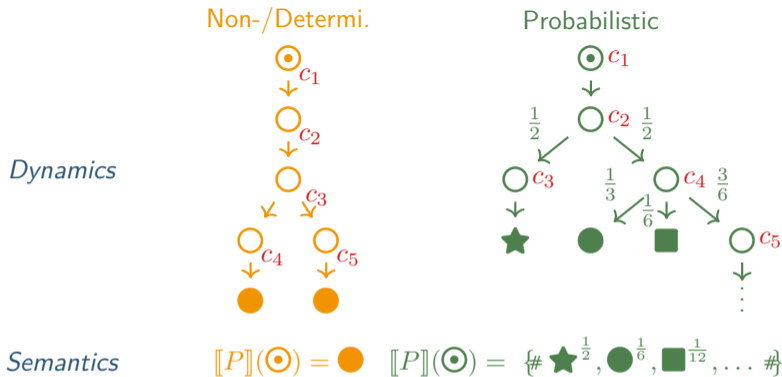 Non-/Determi. Probabilistic
c₁ c₁
c₂ ½ c₂ ½
Dynamics c₃ c₃ ⅓ c₄ 3/6
⅙
c₄ c₅ c₅
⋮
Semantics ⟦P⟧(⊙) = ● ⟦P⟧(⊙) = {# ★^{1/2}, ●^{1/6}, ■^{1/12}, … #}